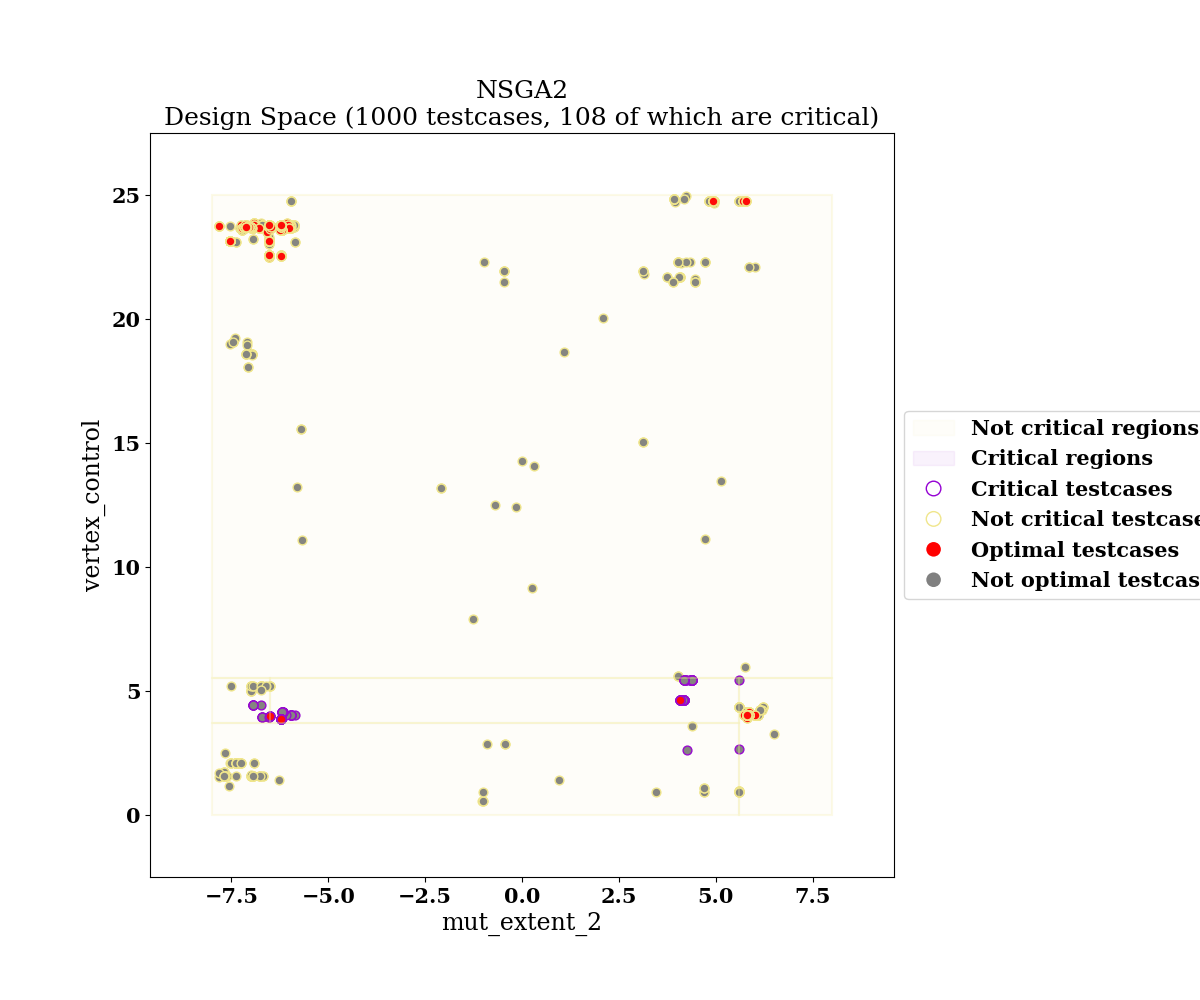 NSGA2
Design Space (1000 testcases, 108 of which are critical)
25
20
15
10
5
0
vertex_control
−7.5
−5.0
−2.5
0.0
2.5
5.0
7.5
mut_extent_2
Not critical regions
Critical regions
Critical testcases
Not critical testcase
Optimal testcases
Not optimal testcas